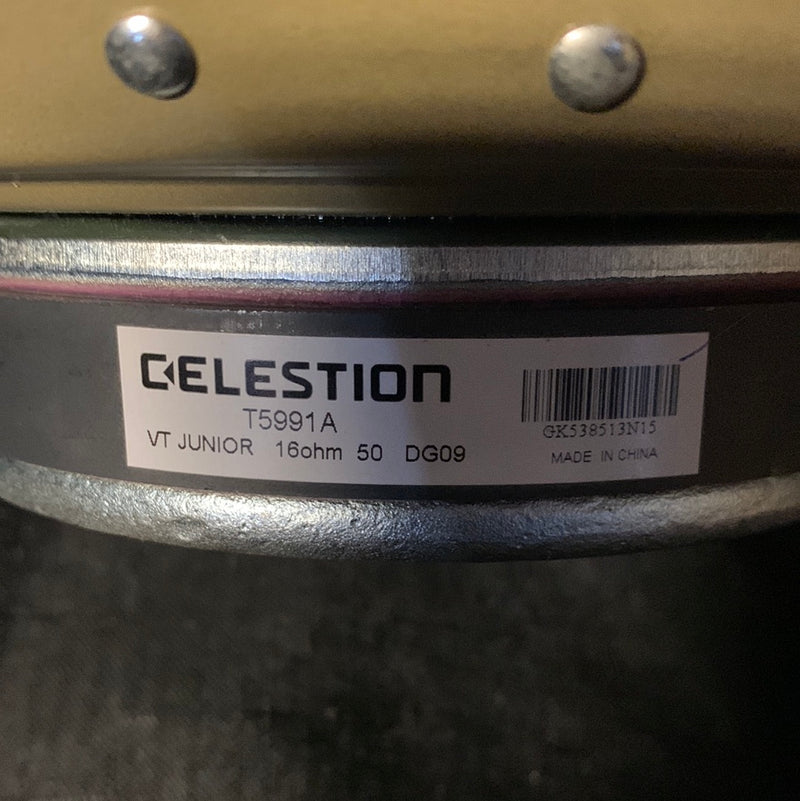 CELESTION
T5991A
VT JUNIOR 16ohm 50 DG09
GK538513N15
MADE IN CHINA